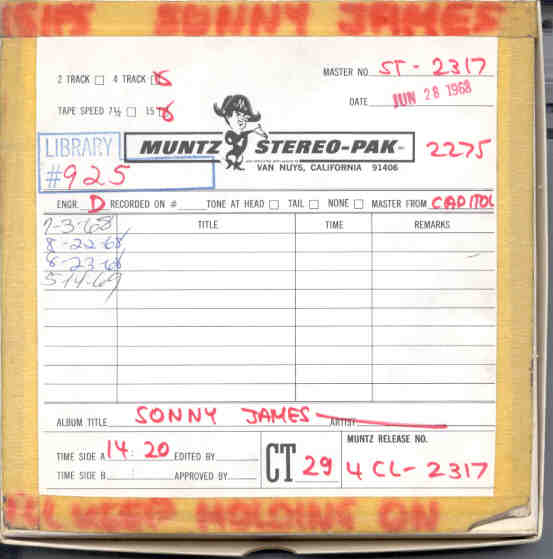 SONNY JAMES
2 TRACK 4 TRACK
MASTER NO. ST - 2317
TAPE SPEED 7½ 15
DATE JUN 28 1968
LIBRARY
#925
MUNTZ STEREO-PAK
VAN NUYS, CALIFORNIA 91406
2275
ENGR. D RECORDED ON # TONE AT HEAD TAIL NONE MASTER FROM CAPITOL
TITLE TIME REMARKS
7-3-68
8-22-68
8-23-68
5-14-69
ALBUM TITLE SONNY JAMES ARTIST
TIME SIDE A 14:20 EDITED BY
TIME SIDE B : APPROVED BY
CT 29
MUNTZ RELEASE NO.
4CL-2317
I'LL KEEP HOLDING ON